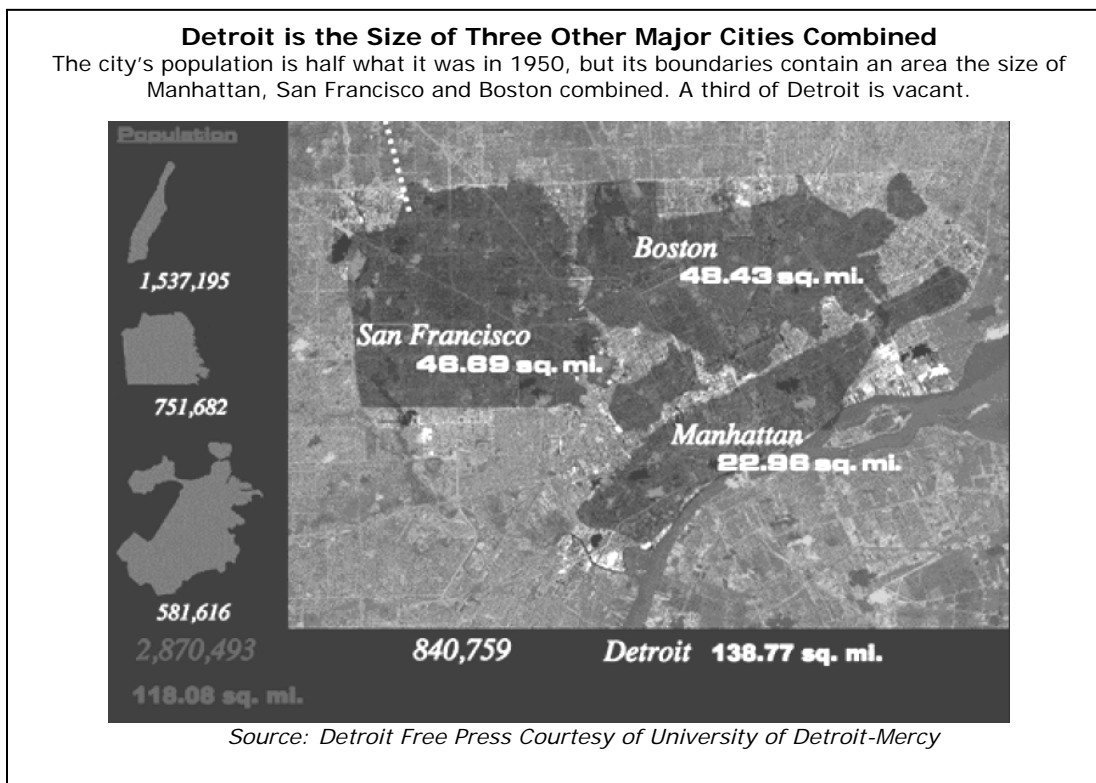 Detroit is the Size of Three Other Major Cities Combined
The city's population is half what it was in 1950, but its boundaries contain an area the size of
Manhattan, San Francisco and Boston combined. A third of Detroit is vacant.
Population
1,537,195
751,682
581,616
2,870,493
118.08 sq. mi.
Boston
48.43 sq. mi.
San Francisco
46.69 sq. mi.
Manhattan
22.96 sq. mi.
840,759
Detroit 138.77 sq. mi.
Source: Detroit Free Press Courtesy of University of Detroit-Mercy